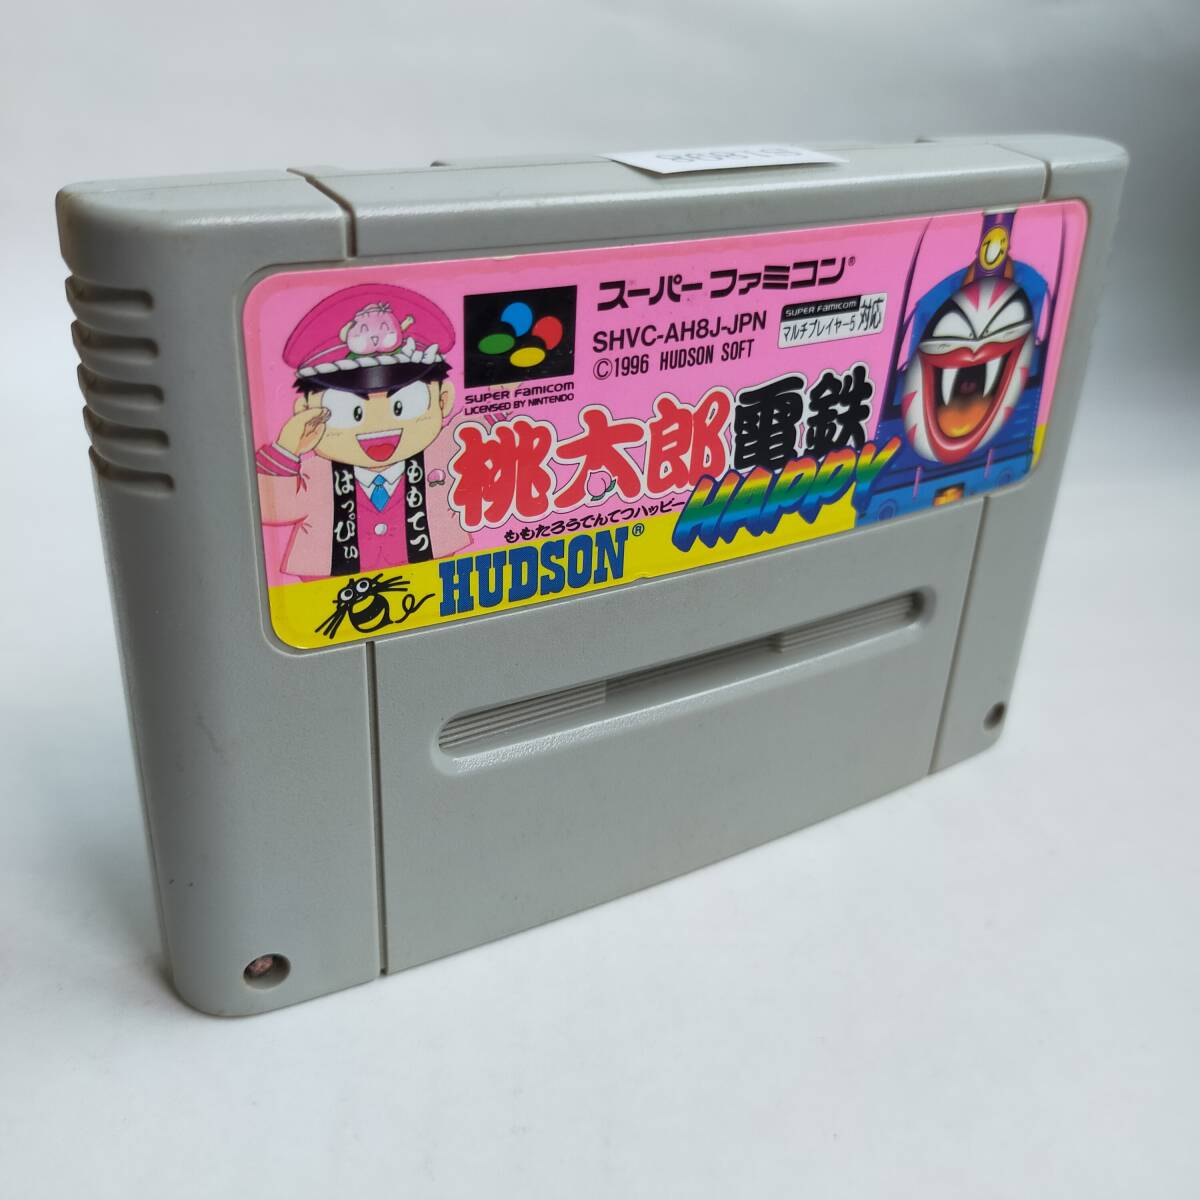 スーパーファミコン®
SHVC-AH8J-JPN
©1996 HUDSON SOFT
SUPER FAMICOM
マルチプレイヤー5 対応
び
SUPER FAMICOM
LICENSED BY NINTENDO
桃太郎電鉄
HAPPY
ももたろうでんてつハッピー
ももてつ
はっぴぃ
HUDSON®